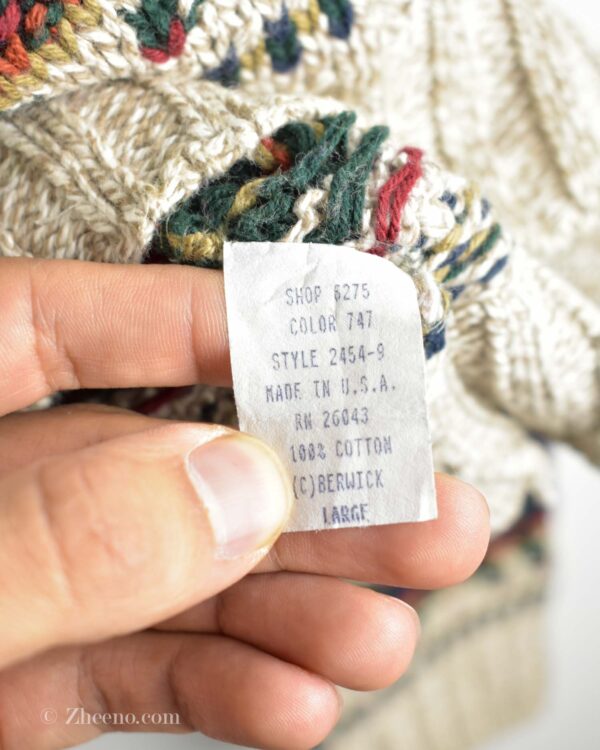 SHOP 6275
COLOR 747
STYLE 2454-9
MADE IN U.S.A.
RN 26043
100% COTTON
(C)BERWICK
LARGE
© Zheeno.com